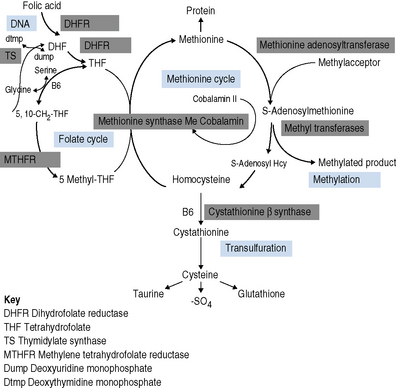 Protein
Folic acid
DNA
DHFR
dtmp
DHF
DHFR
Methionine
Methionine adenosyltransferase
TS
dump
THF
Methylacceptor
Serine
Methionine cycle
B6
Glycine
Cobalamin II
5, 10-CH2-THF
S-Adenosylmethionine
Methionine synthase Me Cobalamin
Methyl transferases
Folate cycle
MTHFR
S-Adenosyl Hcy
Methylated product
5 Methyl-THF
Homocysteine
Methylation
B6
Cystathionine β synthase
Cystathionine
Transulfuration
Cysteine
Taurine
-SO4
Glutathione
Key
DHFR Dihyduridine reductase
THF Tetrahydrofolate
TS Thymidylate synthase
MTHFR Methylene tetrahydrofolate reductase
Dump Deoxyuridine monophosphate
Dtmp Deoxythymidine monophosphate